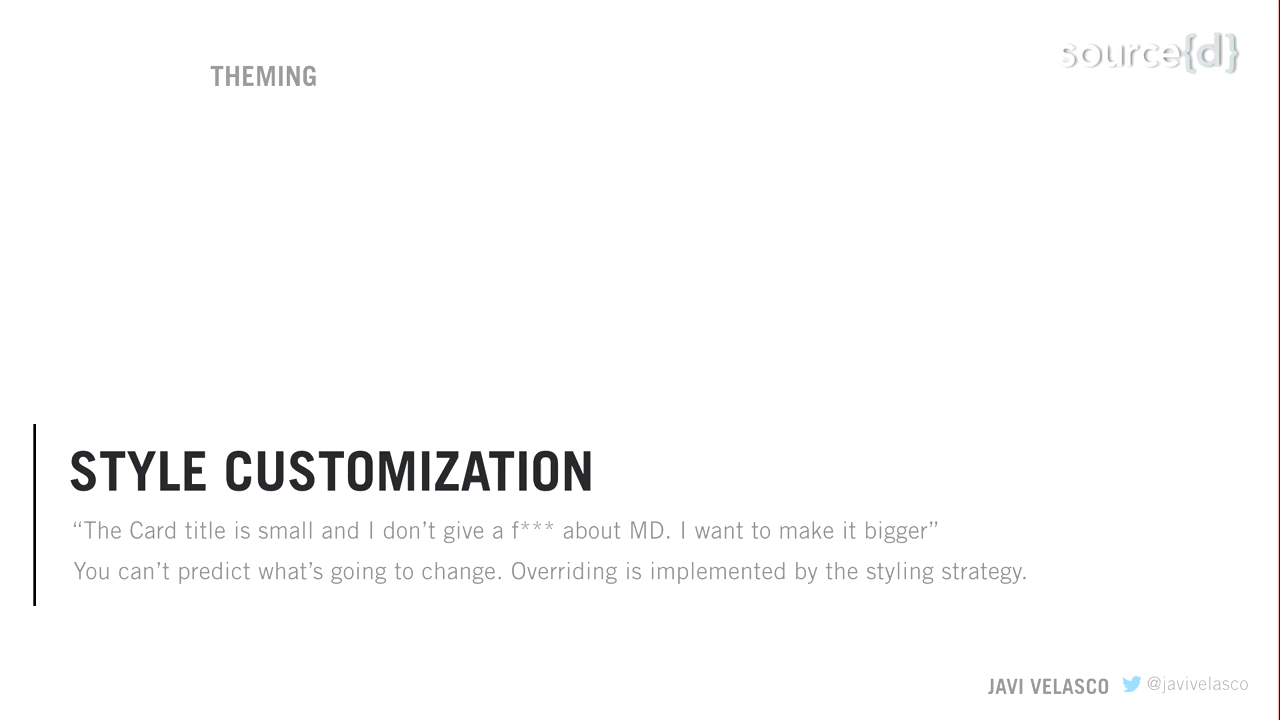 THEMING
source{d}
STYLE CUSTOMIZATION
“The Card title is small and I don’t give a f*** about MD. I want to make it bigger”
You can’t predict what’s going to change. Overriding is implemented by the styling strategy.
JAVI VELASCO @javivelasco